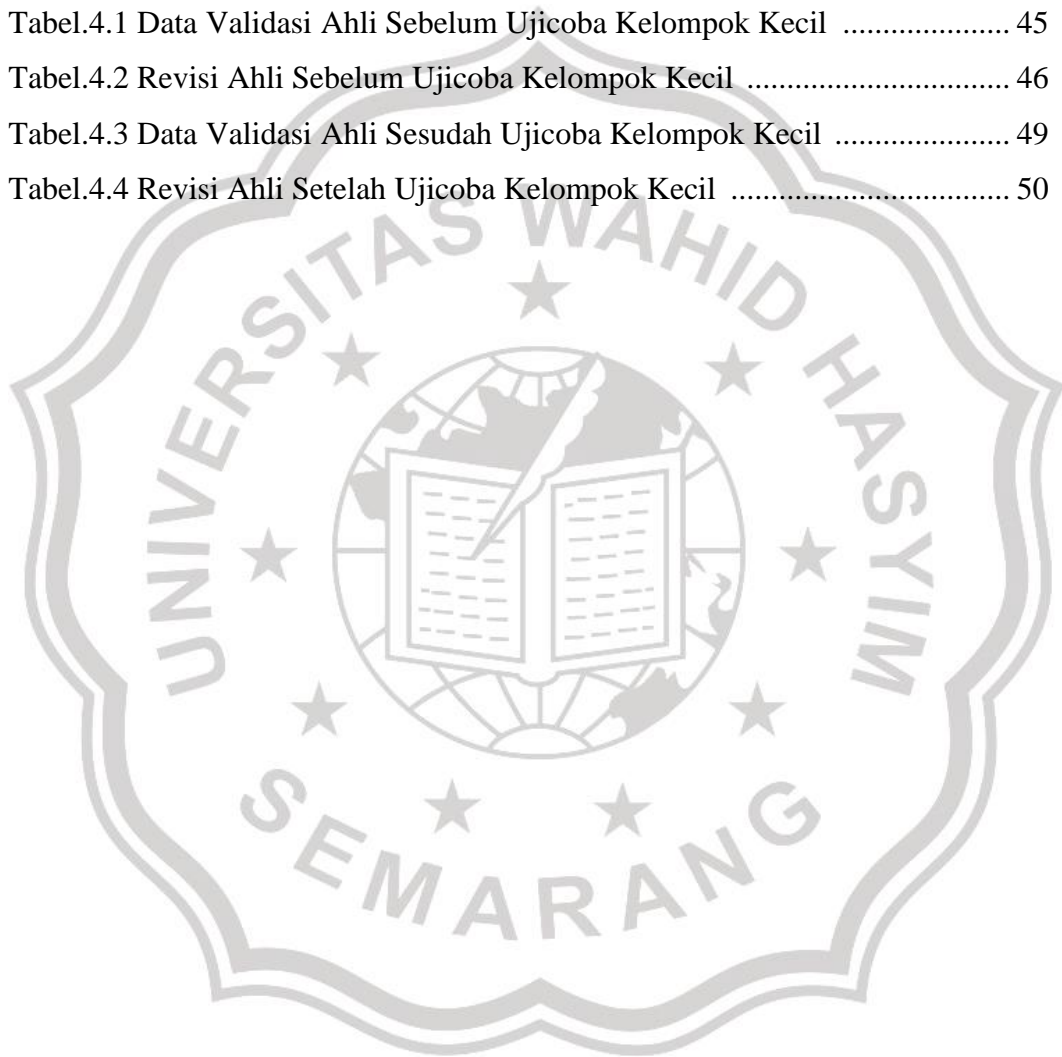 Tabel.4.1 Data Validasi Ahli Sebelum Ujicoba Kelompok Kecil .................... 45
Tabel.4.2 Revisi Ahli Sebelum Ujicoba Kelompok Kecil ................................ 46
Tabel.4.3 Data Validasi Ahli Sesudah Ujicoba Kelompok Kecil ..................... 49
Tabel.4.4 Revisi Ahli Setelah Ujicoba Kelompok Kecil .................................. 50
UNIVERSITAS WAHID HASYIM
SEMARANG